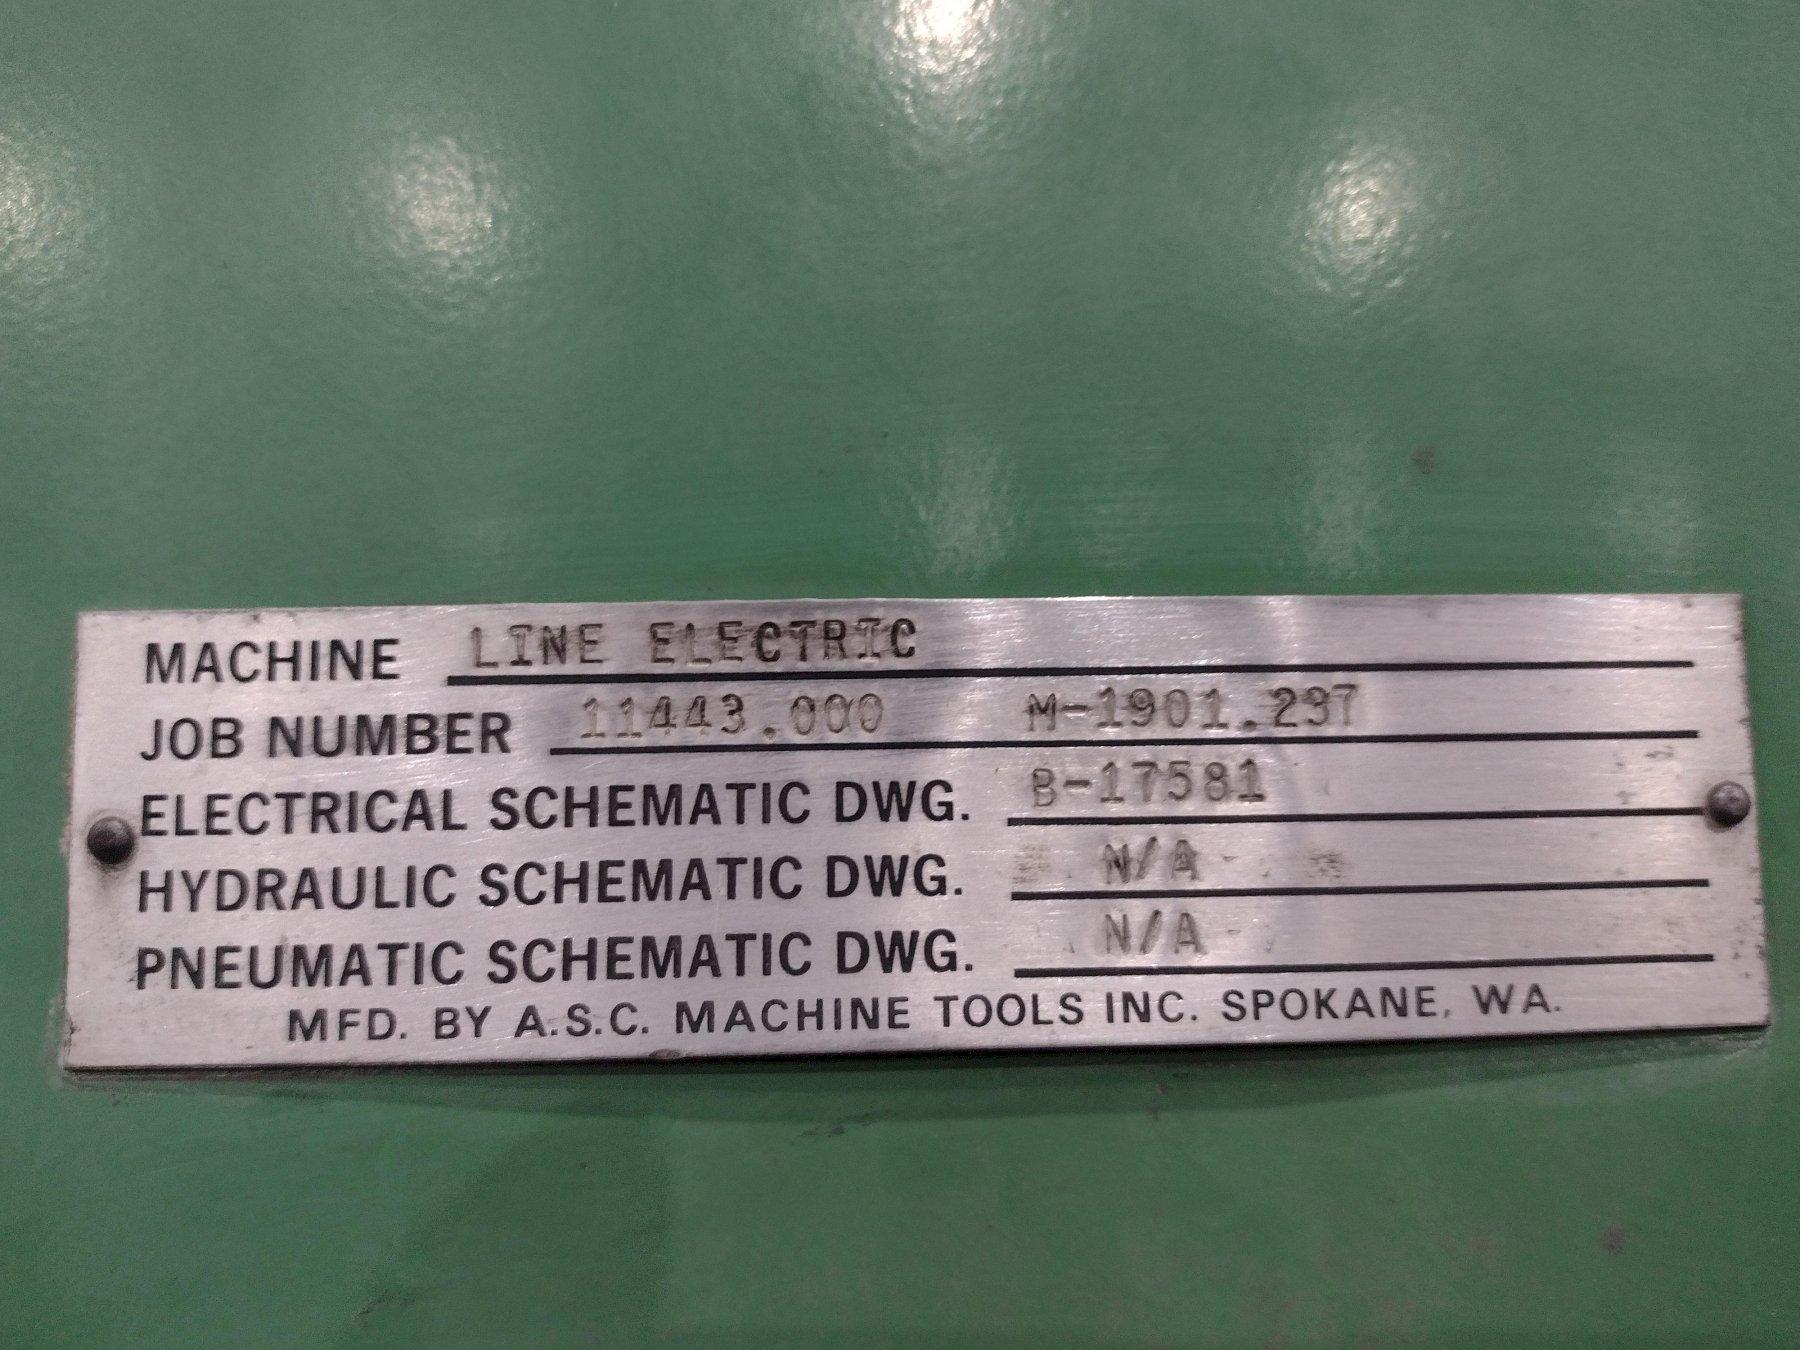 MACHINE LINE ELECTRIC
JOB NUMBER 11443.000 M-1901.237
ELECTRICAL SCHEMATIC DWG. B-17581
HYDRAULIC SCHEMATIC DWG. N/A
PNEUMATIC SCHEMATIC DWG. N/A
MFD. BY A.S.C. MACHINE TOOLS INC. SPOKANE, WA.